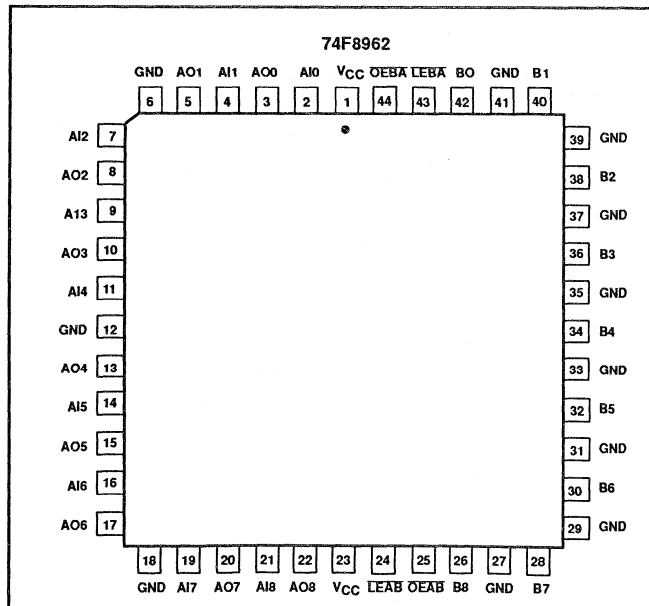 74F8962
GND AO1 AI1 AO0 AI0 VCC OEBA LEBA BO GND B1
6 5 4 3 2 1 44 43 42 41 40
AI2 7 39 GND
AO2 8 38 B2
A13 9 37 GND
AO3 10 36 B3
AI4 11 35 GND
GND 12 34 B4
AO4 13 33 GND
AI5 14 32 B5
AO5 15 31 GND
AI6 16 30 B6
AO6 17 29 GND
18 19 20 21 22 23 24 25 26 27 28
GND AI7 AO7 AI8 AO8 VCC LEAB OEAB B8 GND B7